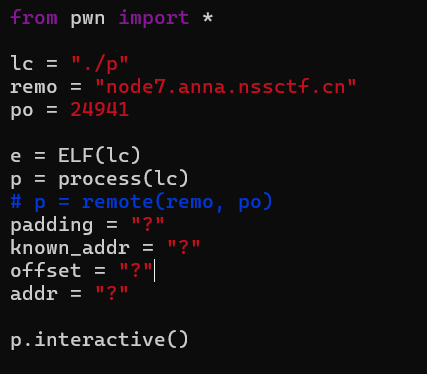 from pwn import *
lc = "./p"
remo = "node7.anna.nssctf.cn"
po = 24941
e = ELF(lc)
p = process(lc)
# p = remote(remo, po)
padding = "?"
known_addr = "?"
offset = "?"
addr = "?"
p.interactive()